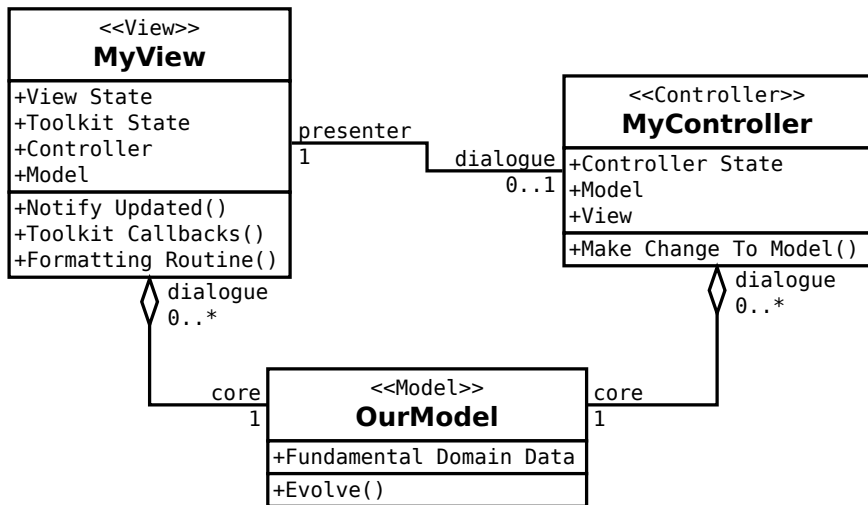 <<View>>
MyView
+View State
+Toolkit State
+Controller
+Model
+Notify Updated()
+Toolkit Callbacks()
+Formatting Routine()
presenter
1
dialogue
0..1
<<Controller>>
MyController
+Controller State
+Model
+View
+Make Change To Model()
dialogue
0..*
dialogue
0..*
core
1
<<Model>>
OurModel
+Fundamental Domain Data
+Evolve()
core
1